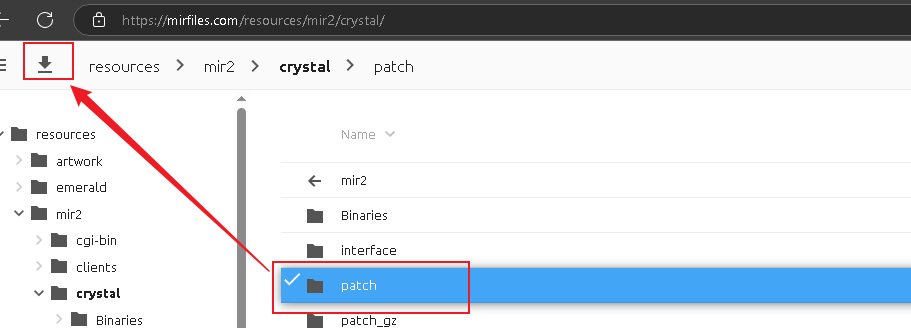 https://mirfiles.com/resources/mir2/crystal/
resources mir2 crystal patch
resources
artwork
emerald
mir2
cgi-bin
clients
crystal
Binaries
Name
mir2
Binaries
interface
patch
patch_gz